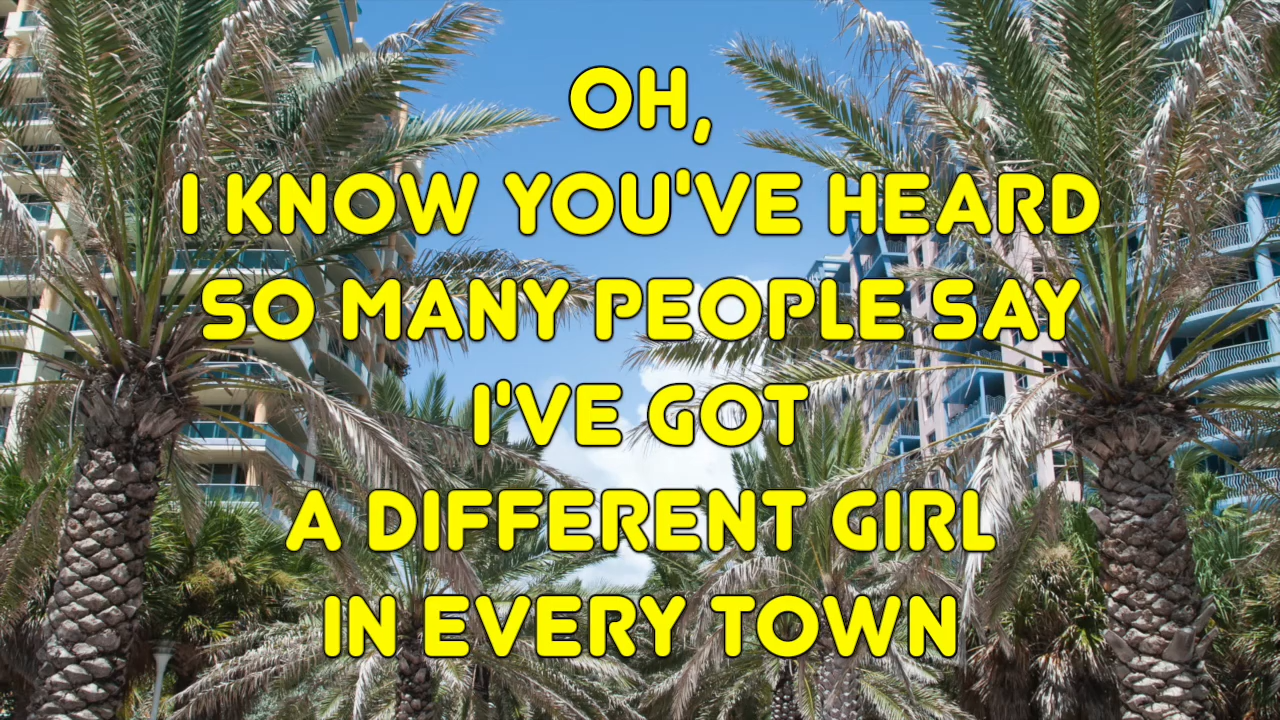 OH,
I KNOW YOU'VE HEARD
SO MANY PEOPLE SAY
I'VE GOT
A DIFFERENT GIRL
IN EVERY TOWN